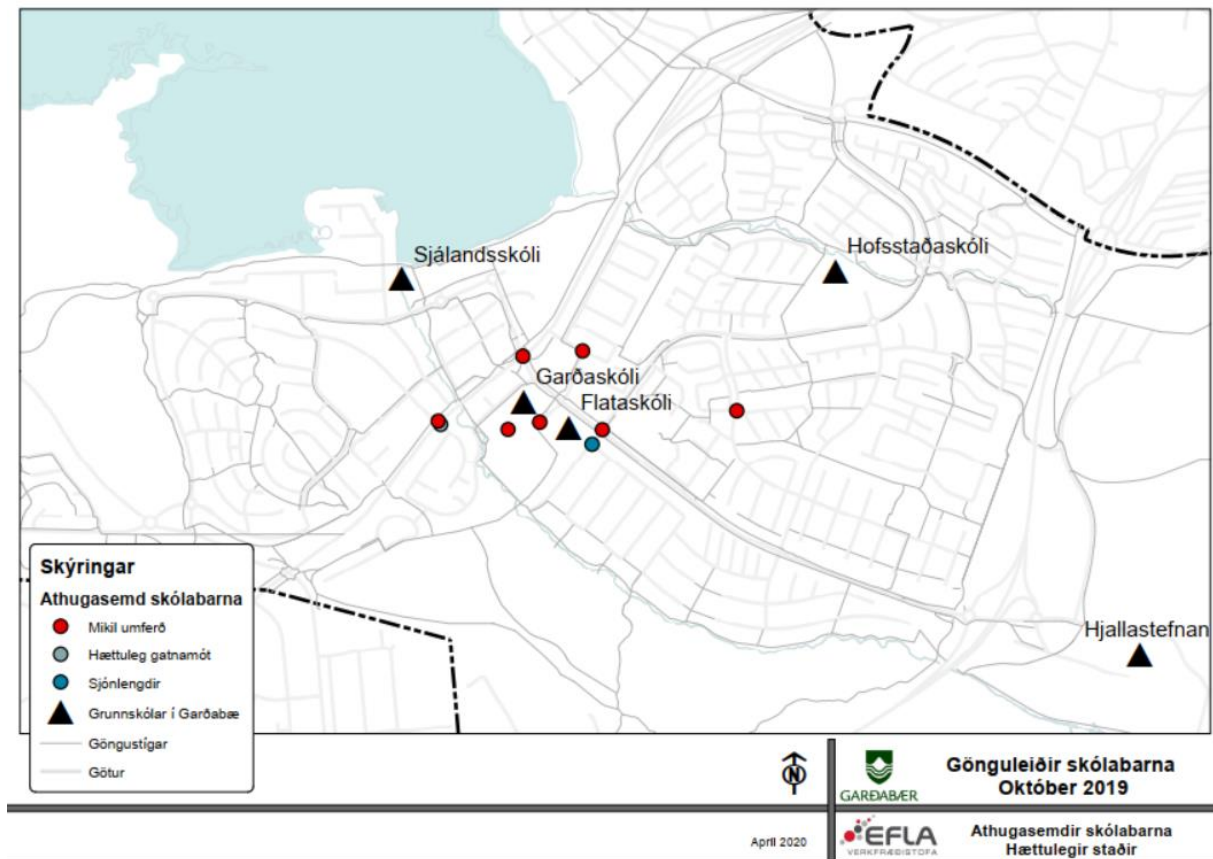 Sjálandsskóli
Hofsstaðaskóli
Garðaskóli
Flataskóli
Hjallastefnan
Skýringar
Athugasemd skólabarna
Mikil umferð
Hættuleg gatnamót
Sjónlengdir
Grunnskólar í Garðabæ
Göngustígar
Götur
N
GARÐABÆR
Gönguleiðir skólabarna
Október 2019
April 2020
EFLA
VERKFRÆÐISTOFA
Athugasemdir skólabarna
Hættulegir staðir